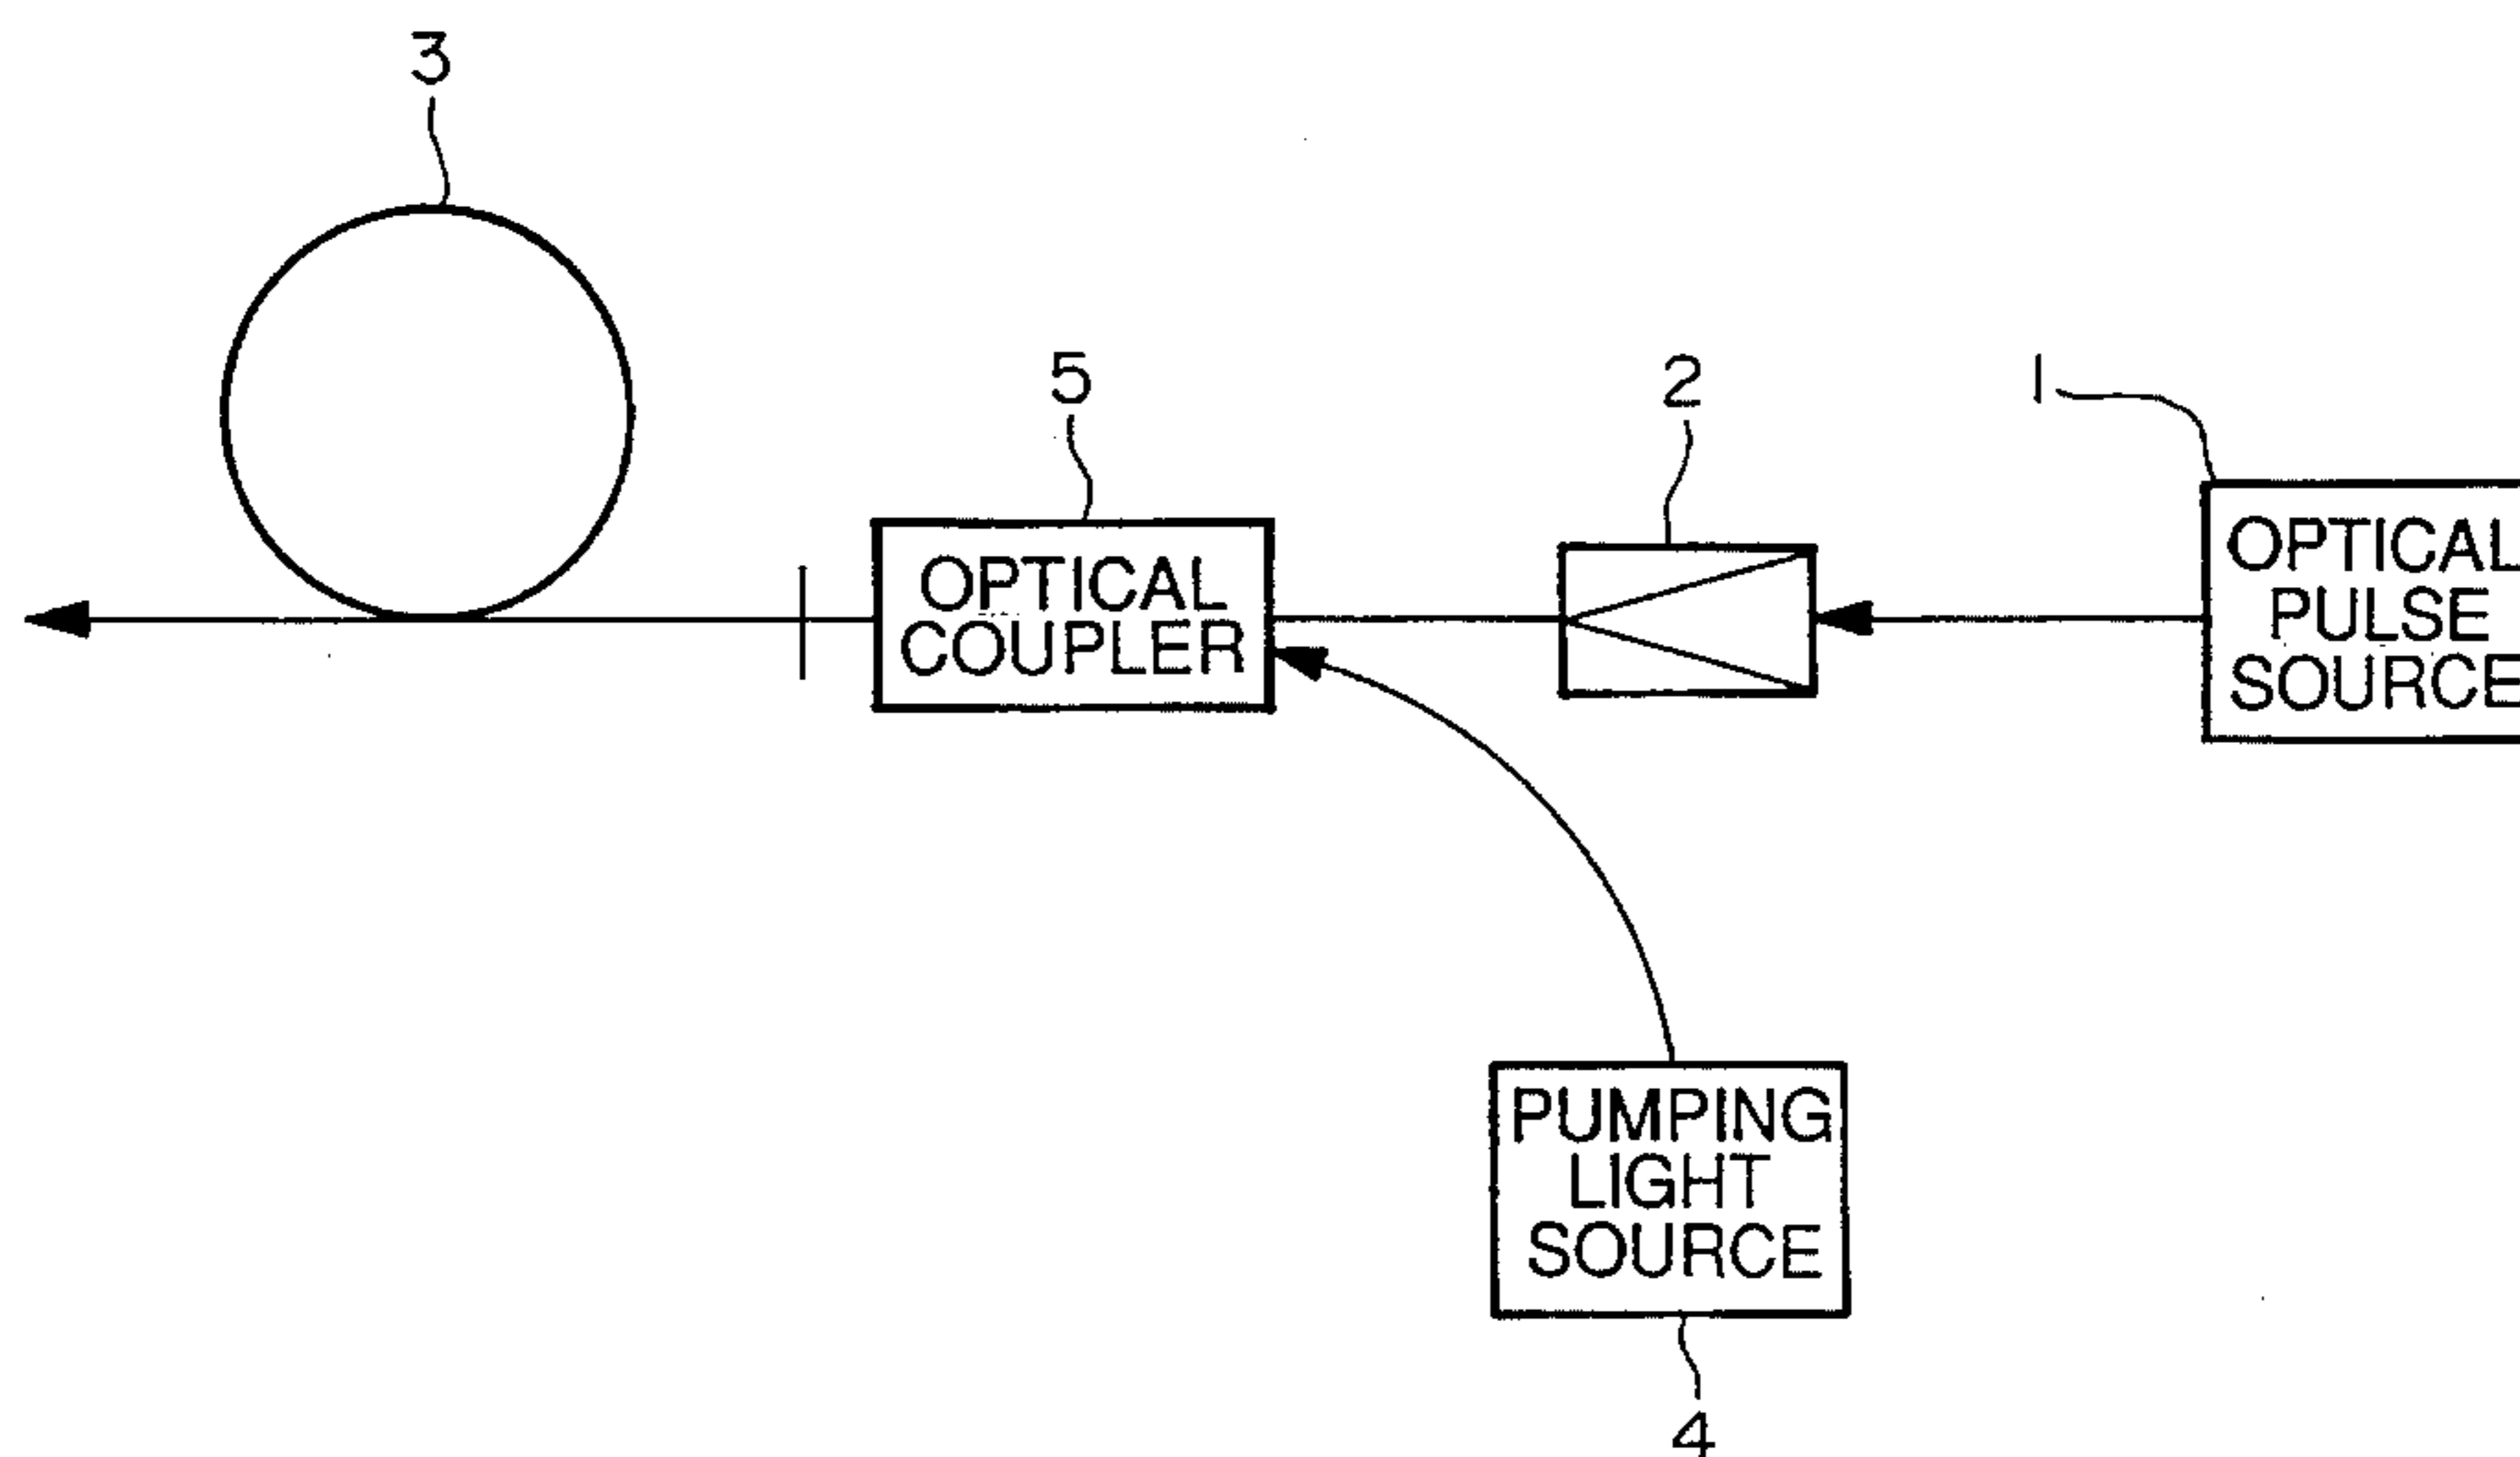 3
5
2
1
OPTICAL
COUPLER
OPTICAL
PULSE
SOURCE
PUMPING
LIGHT
SOURCE
4